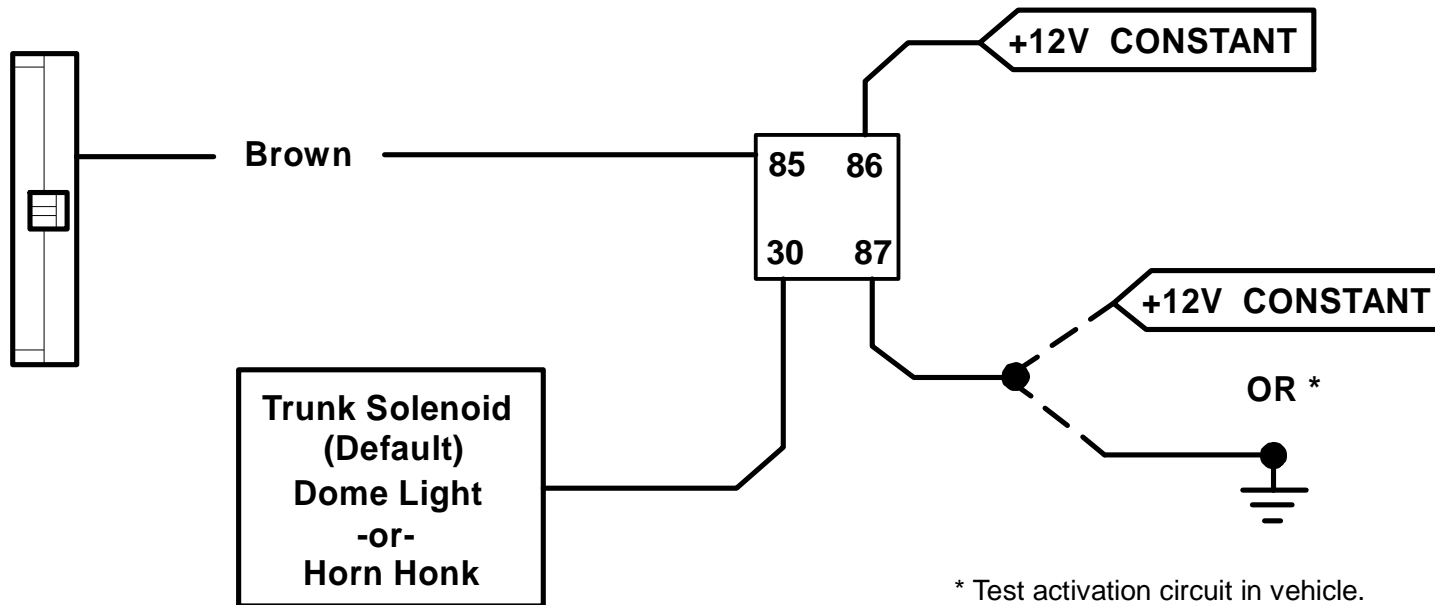 +12V CONSTANT
Brown
85 86
30 87
+12V CONSTANT
OR *
Trunk Solenoid
(Default)
Dome Light
-or-
Horn Honk
* Test activation circuit in vehicle.